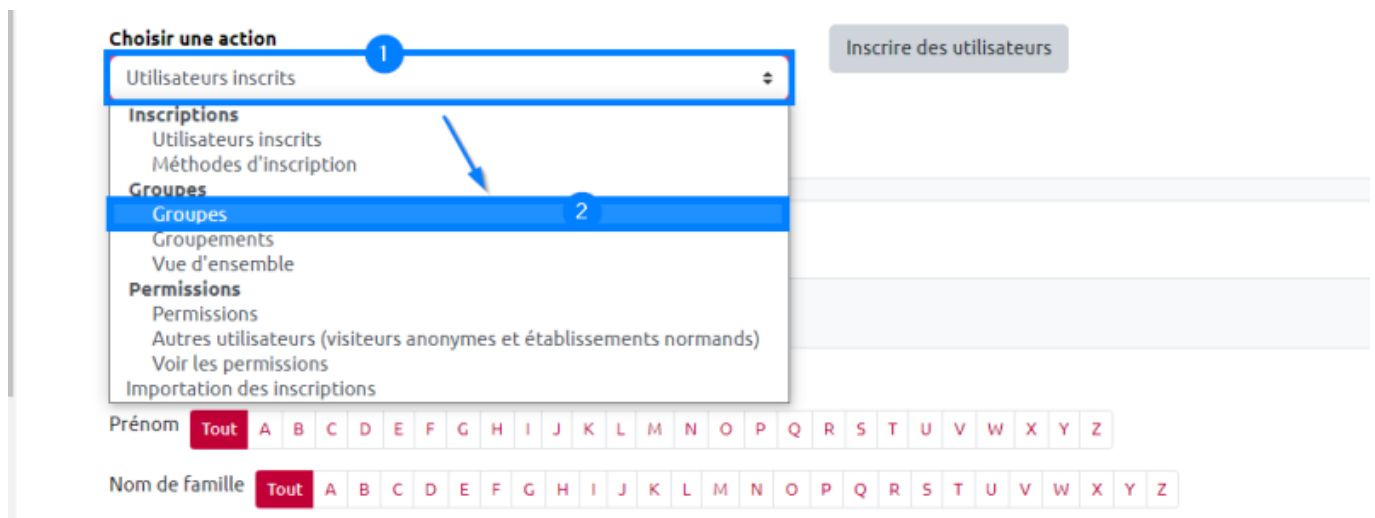 Choisir une action
1
Inscrire des utilisateurs
Utilisateurs inscrits
Inscriptions
Utilisateurs inscrits
Méthodes d'inscription
Groupes
Groupes 2
Groupements
Vue d'ensemble
Permissions
Permissions
Autres utilisateurs (visiteurs anonymes et établissements normands)
Voir les permissions
Importation des inscriptions
Prénom Tout A B C D E F G H I J K L M N O P Q R S T U V W X Y Z
Nom de famille Tout A B C D E F G H I J K L M N O P Q R S T U V W X Y Z